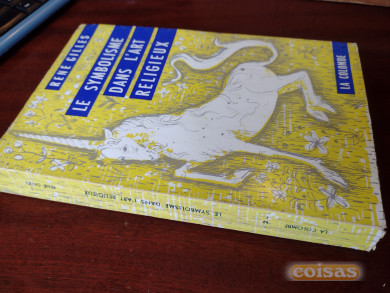 RENÉ GILLES
LE SYMBOLISME
DANS L'ART
RELIGIEUX
LA COLOMBE
LE SYMBOLISME DANS L'ART RELIGIEUX
LA COLOMBE
coisas